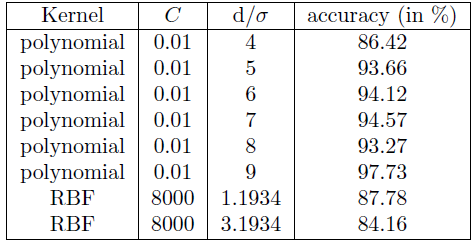 Kernel C d/σ accuracy (in %)
polynomial 0.01 4 86.42
polynomial 0.01 5 93.66
polynomial 0.01 6 94.12
polynomial 0.01 7 94.57
polynomial 0.01 8 93.27
polynomial 0.01 9 97.73
RBF 8000 1.1934 87.78
RBF 8000 3.1934 84.16